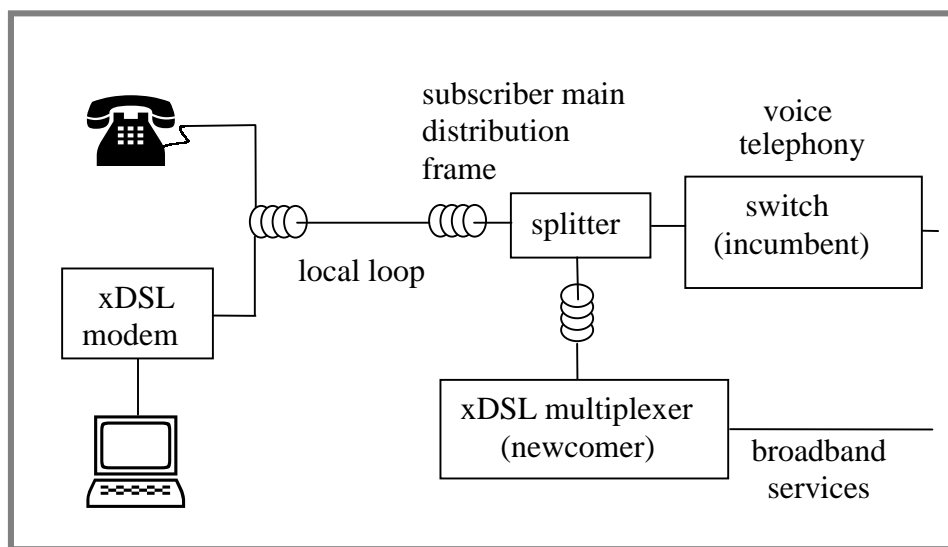 subscriber main
distribution
frame
voice
telephony
splitter
switch
(incumbent)
local loop
xDSL
modem
xDSL multiplexer
(newcomer)
broadband
services